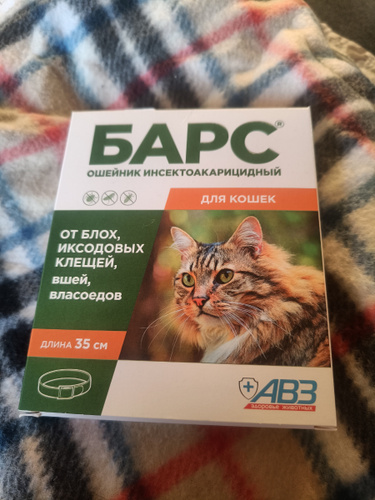 БАРС®
ОШЕЙНИК ИНСЕКТОАКАРИЦИДНЫЙ
ДЛЯ КОШЕК
ОТ БЛОХ,
ИКСОДОВЫХ
КЛЕЩЕЙ,
вшей,
власоедов
ДЛИНА 35 см
АВЗ
ЗДОРОВЬЕ ЖИВОТНЫХ